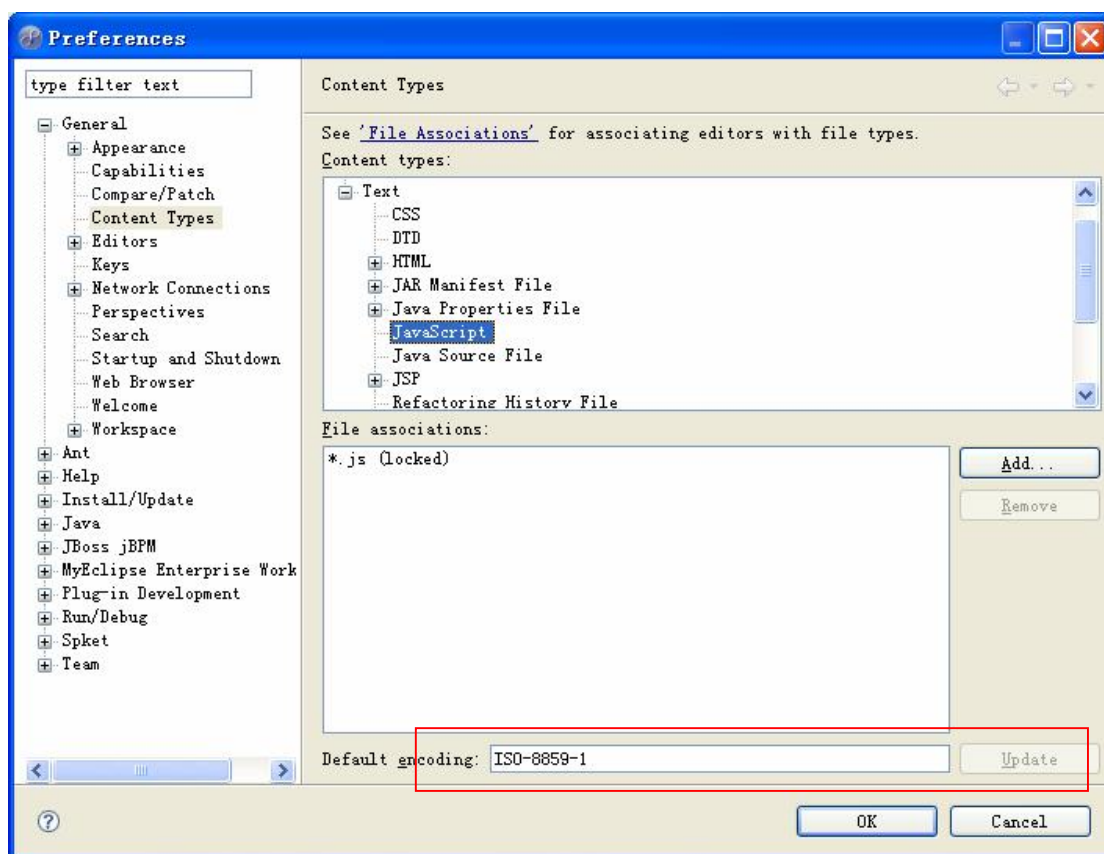 Preferences
type filter text
General
Appearance
Capabilities
Compare/Patch
Content Types
Editors
Keys
Network Connections
Perspectives
Search
Startup and Shutdown
Web Browser
Welcome
Workspace
Ant
Help
Install/Update
Java
JBoss jBPM
MyEclipse Enterprise Work
Plug-in Development
Run/Debug
Spket
Team
Content Types
See 'File Associations' for associating editors with file types.
Content types:
Text
CSS
DTD
HTML
JAR Manifest File
Java Properties File
JavaScript
Java Source File
JSP
Refactoring History File
File associations:
*.js (locked)
Add...
Remove
Default encoding: ISO-8859-1
Update
OK
Cancel